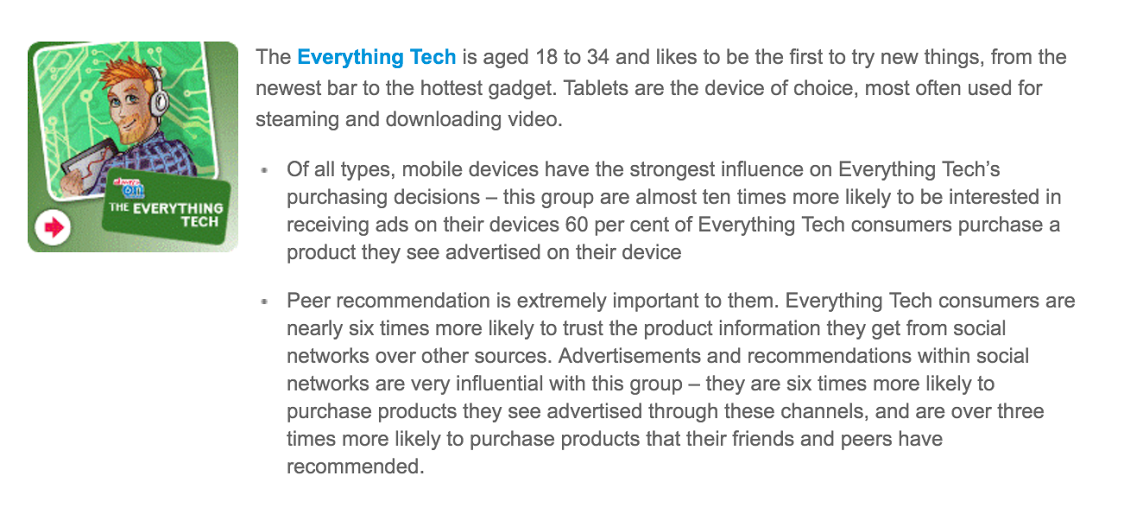 The Everything Tech is aged 18 to 34 and likes to be the first to try new things, from the
newest bar to the hottest gadget. Tablets are the device of choice, most often used for
steaming and downloading video.
always
on
THE EVERYTHING
TECH
Of all types, mobile devices have the strongest influence on Everything Tech’s
purchasing decisions – this group are almost ten times more likely to be interested in
receiving ads on their devices 60 per cent of Everything Tech consumers purchase a
product they see advertised on their device
Peer recommendation is extremely important to them. Everything Tech consumers are
nearly six times more likely to trust the product information they get from social
networks over other sources. Advertisements and recommendations within social
networks are very influential with this group – they are six times more likely to
purchase products they see advertised through these channels, and are over three
times more likely to purchase products that their friends and peers have
recommended.